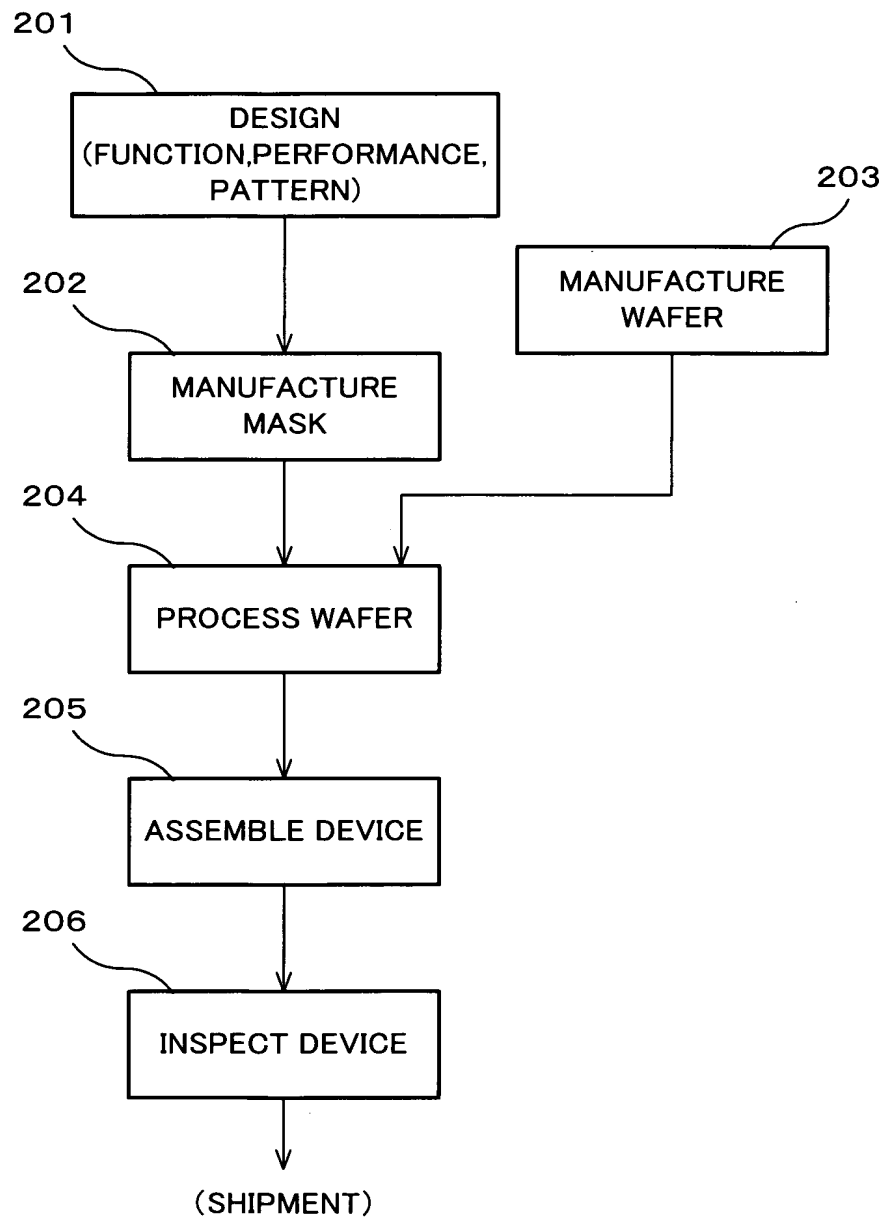 201
DESIGN
(FUNCTION,PERFORMANCE,
PATTERN)
203
MANUFACTURE
WAFER
202
MANUFACTURE
MASK
204
PROCESS WAFER
205
ASSEMBLE DEVICE
206
INSPECT DEVICE
(SHIPMENT)